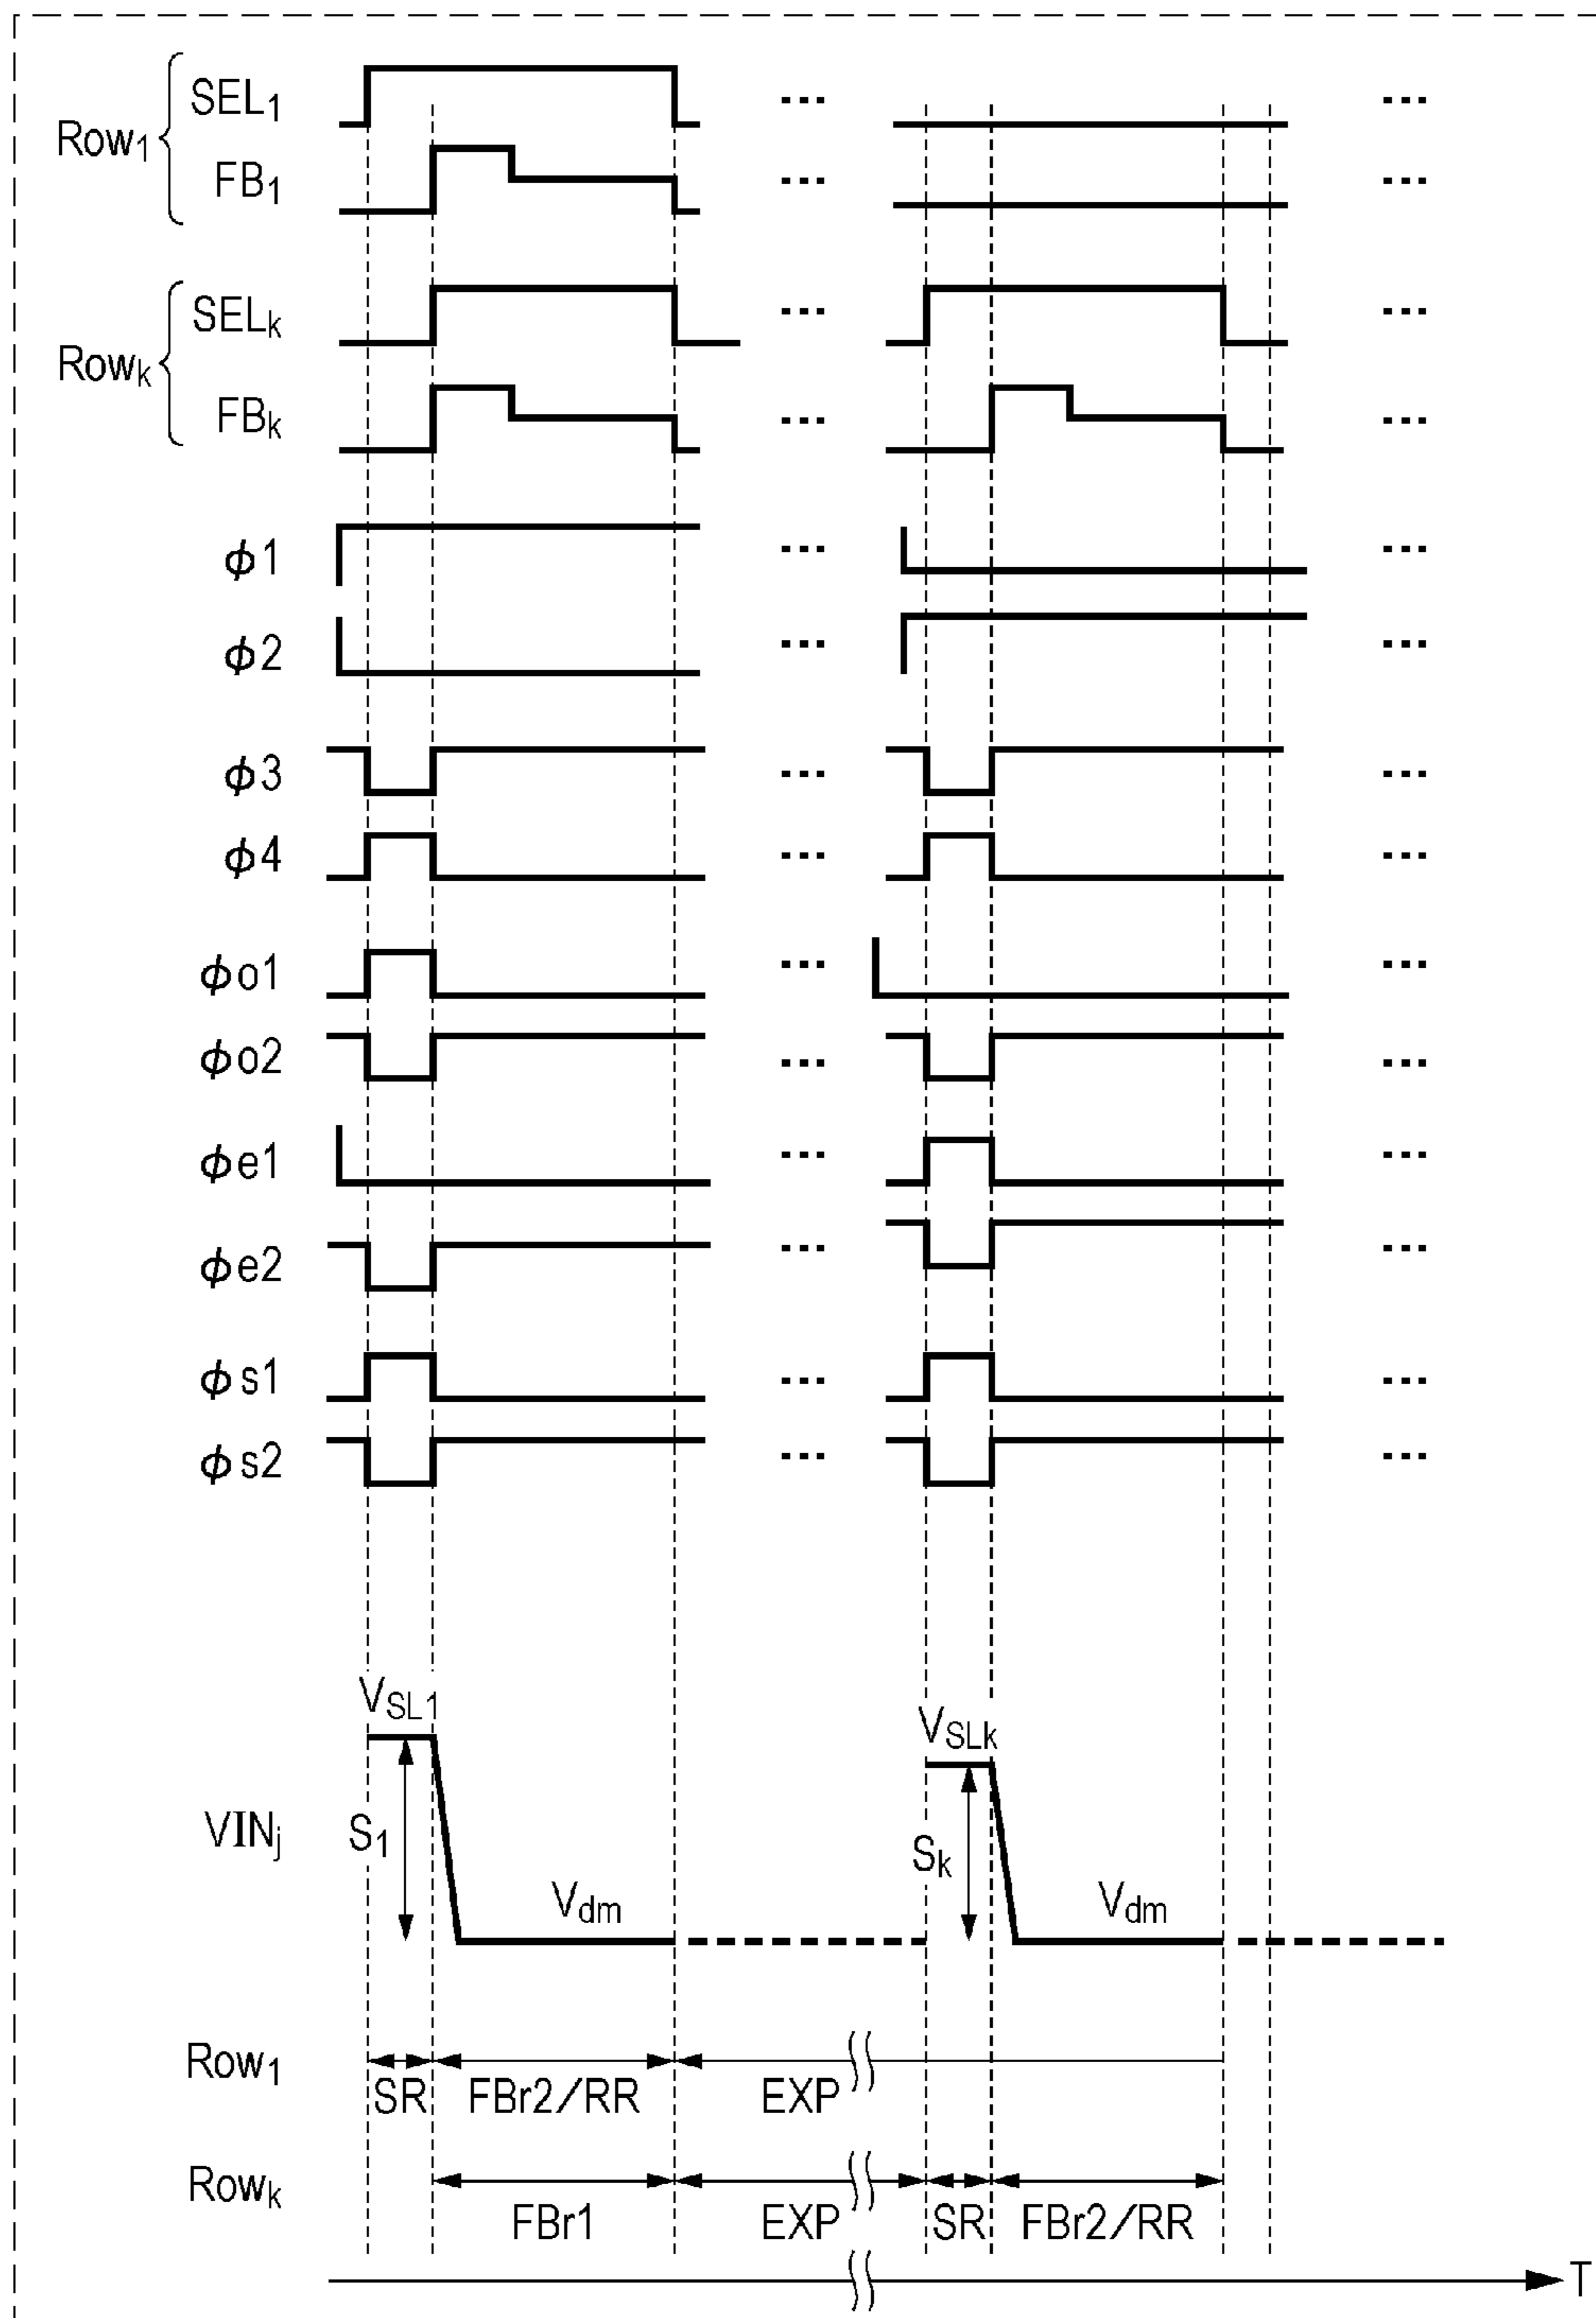 Row1 SEL1 ... ...
FB1 ... ...
Rowk SELk ... ...
FBk ... ...
ϕ1 ... ...
ϕ2 ... ...
ϕ3 ... ...
ϕ4 ... ...
ϕo1 ... ...
ϕo2 ... ...
ϕe1 ... ...
ϕe2 ... ...
ϕs1 ... ...
ϕs2 ... ...
VSL1 VSLk
VINj S1 Sk
Vdm Vdm
Row1
SR FBr2/RR EXP
Rowk
FBr1 EXP SR FBr2/RR
T